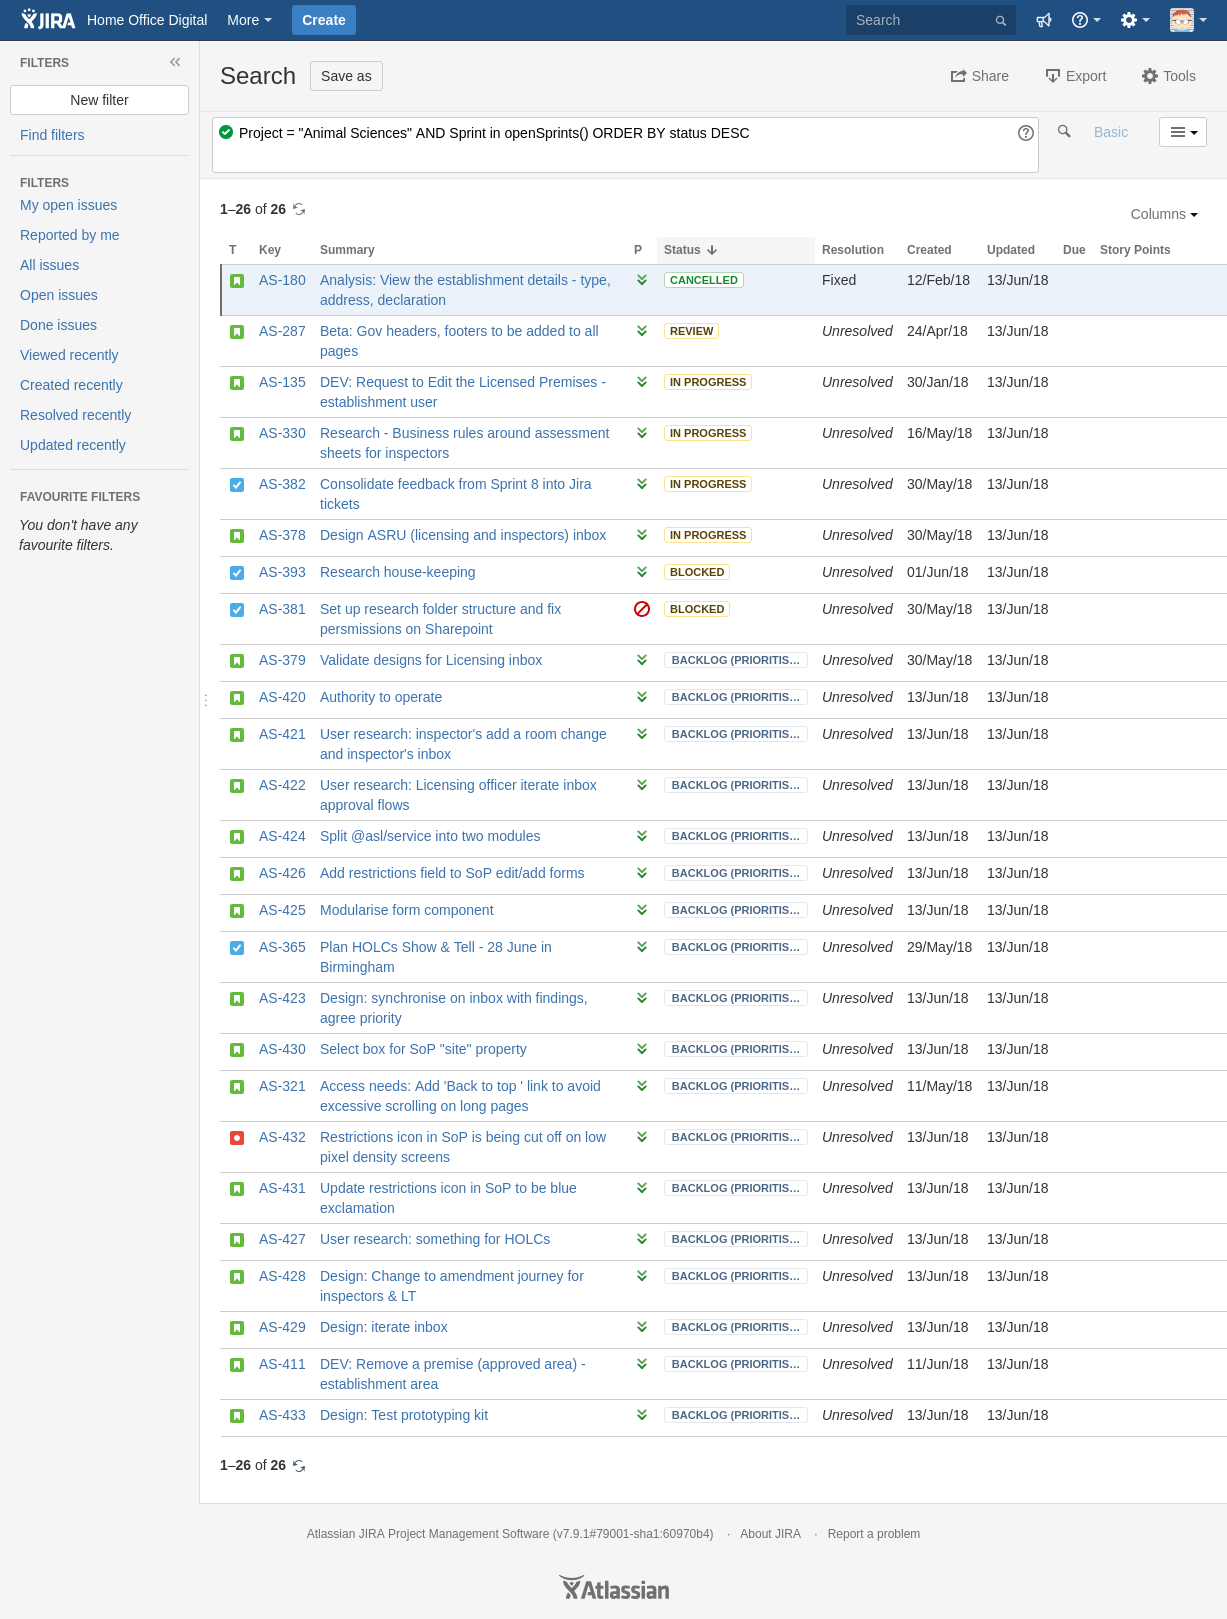 JIRA Home Office Digital More Create Search
FILTERS
New filter
Find filters
FILTERS
My open issues
Reported by me
All issues
Open issues
Done issues
Viewed recently
Created recently
Resolved recently
Updated recently
FAVOURITE FILTERS
You don't have any
favourite filters.
Search Save as Share Export Tools
Project = "Animal Sciences" AND Sprint in openSprints() ORDER BY status DESC Basic
1–26 of 26
Columns
T Key Summary P Status Resolution Created Updated Due Story Points
AS-180 Analysis: View the establishment details - type, CANCELLED Fixed 12/Feb/18 13/Jun/18
address, declaration
AS-287 Beta: Gov headers, footers to be added to all REVIEW Unresolved 24/Apr/18 13/Jun/18
pages
AS-135 DEV: Request to Edit the Licensed Premises - IN PROGRESS Unresolved 30/Jan/18 13/Jun/18
establishment user
AS-330 Research - Business rules around assessment IN PROGRESS Unresolved 16/May/18 13/Jun/18
sheets for inspectors
AS-382 Consolidate feedback from Sprint 8 into Jira IN PROGRESS Unresolved 30/May/18 13/Jun/18
tickets
AS-378 Design ASRU (licensing and inspectors) inbox IN PROGRESS Unresolved 30/May/18 13/Jun/18
AS-393 Research house-keeping BLOCKED Unresolved 01/Jun/18 13/Jun/18
AS-381 Set up research folder structure and fix BLOCKED Unresolved 30/May/18 13/Jun/18
persmissions on Sharepoint
AS-379 Validate designs for Licensing inbox BACKLOG (PRIORITIS… Unresolved 30/May/18 13/Jun/18
AS-420 Authority to operate BACKLOG (PRIORITIS… Unresolved 13/Jun/18 13/Jun/18
AS-421 User research: inspector's add a room change BACKLOG (PRIORITIS… Unresolved 13/Jun/18 13/Jun/18
and inspector's inbox
AS-422 User research: Licensing officer iterate inbox BACKLOG (PRIORITIS… Unresolved 13/Jun/18 13/Jun/18
approval flows
AS-424 Split @asl/service into two modules BACKLOG (PRIORITIS… Unresolved 13/Jun/18 13/Jun/18
AS-426 Add restrictions field to SoP edit/add forms BACKLOG (PRIORITIS… Unresolved 13/Jun/18 13/Jun/18
AS-425 Modularise form component BACKLOG (PRIORITIS… Unresolved 13/Jun/18 13/Jun/18
AS-365 Plan HOLCs Show & Tell - 28 June in BACKLOG (PRIORITIS… Unresolved 29/May/18 13/Jun/18
Birmingham
AS-423 Design: synchronise on inbox with findings, BACKLOG (PRIORITIS… Unresolved 13/Jun/18 13/Jun/18
agree priority
AS-430 Select box for SoP "site" property BACKLOG (PRIORITIS… Unresolved 13/Jun/18 13/Jun/18
AS-321 Access needs: Add 'Back to top ' link to avoid BACKLOG (PRIORITIS… Unresolved 11/May/18 13/Jun/18
excessive scrolling on long pages
AS-432 Restrictions icon in SoP is being cut off on low BACKLOG (PRIORITIS… Unresolved 13/Jun/18 13/Jun/18
pixel density screens
AS-431 Update restrictions icon in SoP to be blue BACKLOG (PRIORITIS… Unresolved 13/Jun/18 13/Jun/18
exclamation
AS-427 User research: something for HOLCs BACKLOG (PRIORITIS… Unresolved 13/Jun/18 13/Jun/18
AS-428 Design: Change to amendment journey for BACKLOG (PRIORITIS… Unresolved 13/Jun/18 13/Jun/18
inspectors & LT
AS-429 Design: iterate inbox BACKLOG (PRIORITIS… Unresolved 13/Jun/18 13/Jun/18
AS-411 DEV: Remove a premise (approved area) - BACKLOG (PRIORITIS… Unresolved 11/Jun/18 13/Jun/18
establishment area
AS-433 Design: Test prototyping kit BACKLOG (PRIORITIS… Unresolved 13/Jun/18 13/Jun/18
1–26 of 26
Atlassian JIRA Project Management Software (v7.9.1#79001-sha1:60970b4) · About JIRA · Report a problem
Atlassian